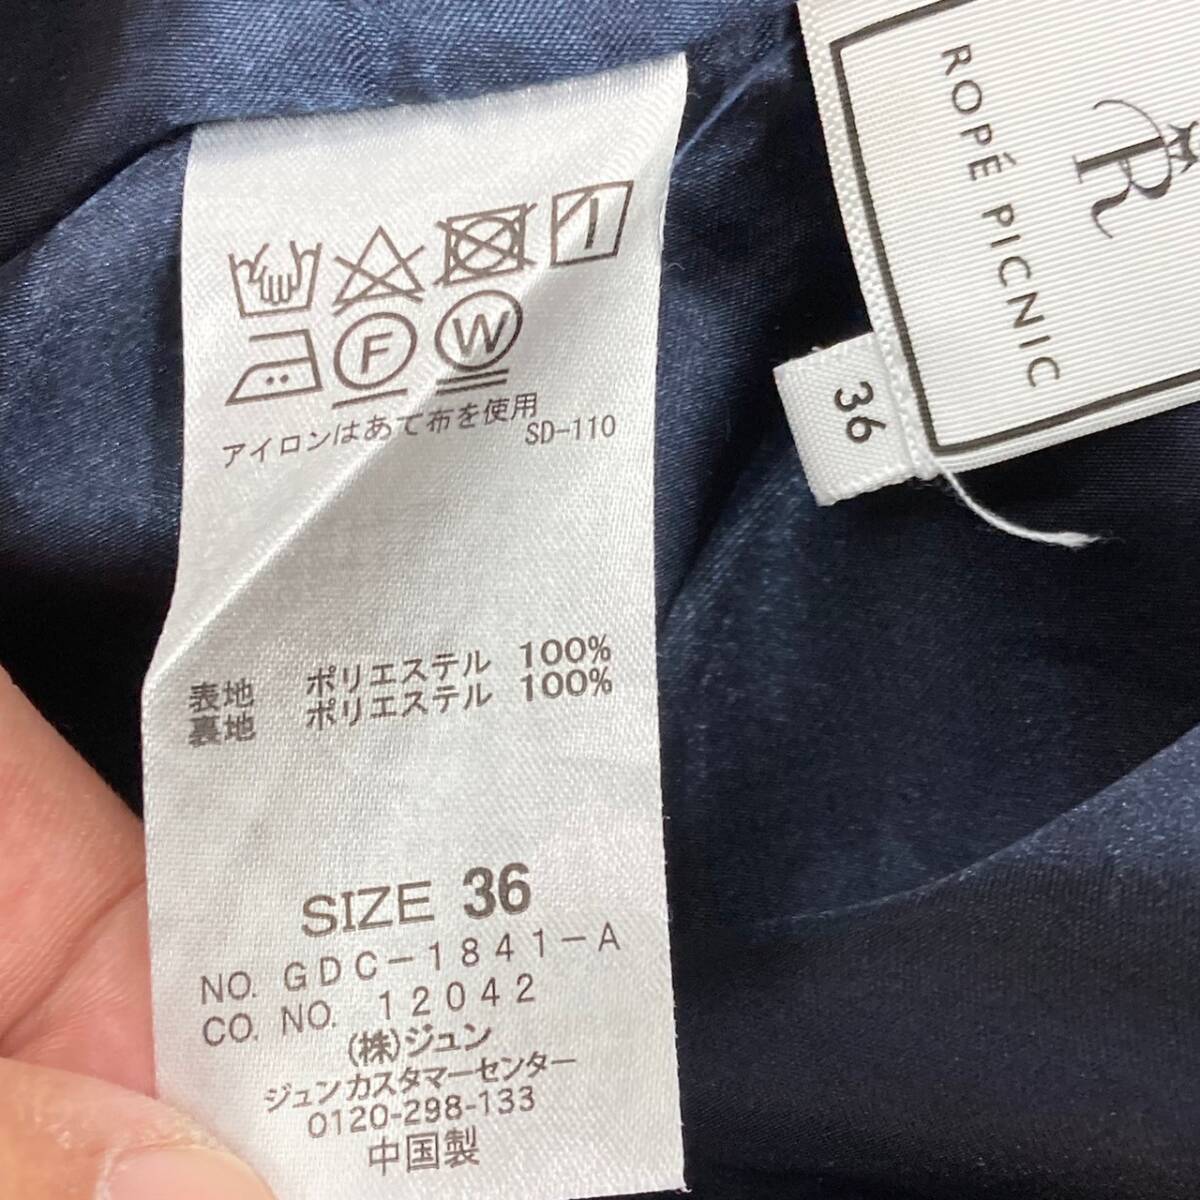 F W
アイロンはあて布を使用
SD-110
表地 ポリエステル 100%
裏地 ポリエステル 100%
SIZE 36
NO. GDC-1841-A
CO. NO. 12042
(株)ジュン
ジュンカスタマーセンター
0120-298-133
中国製
R
ROPÉ PICNIC
36